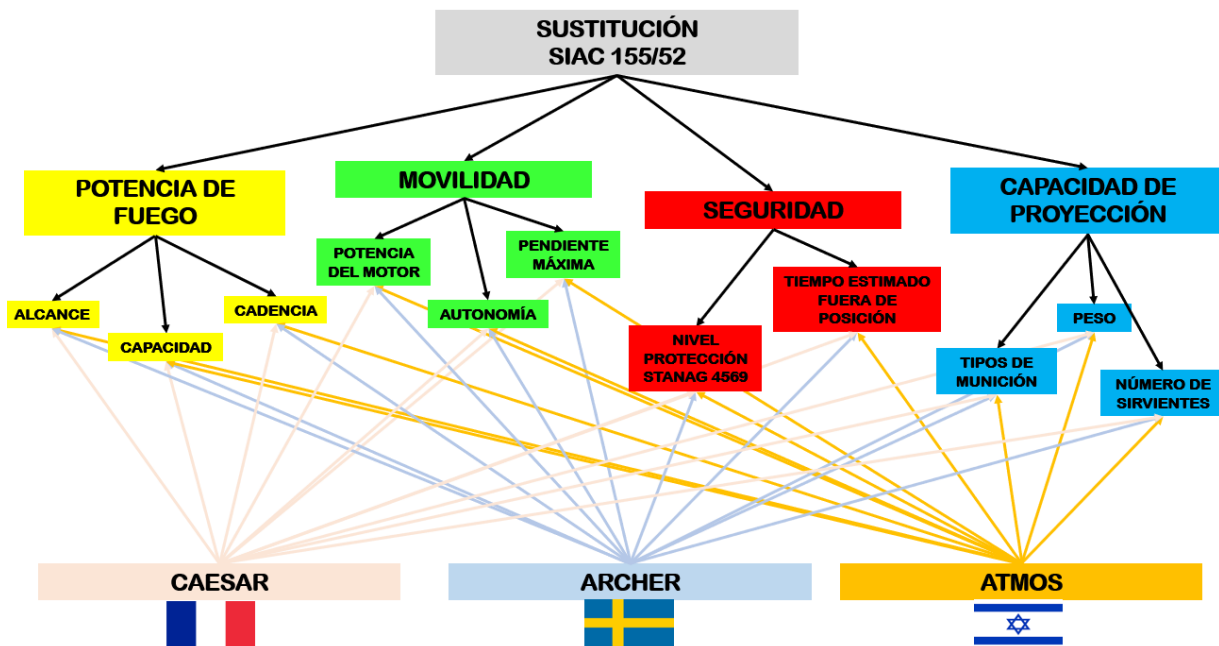 SUSTITUCIÓN
SIAC 155/52
POTENCIA DE
FUEGO
MOVILIDAD
SEGURIDAD
CAPACIDAD DE
PROYECCIÓN
ALCANCE
CAPACIDAD
CADENCIA
POTENCIA
DEL MOTOR
AUTONOMÍA
PENDIENTE
MÁXIMA
NIVEL
PROTECCIÓN
STANAG 4569
TIEMPO ESTIMADO
FUERA DE
POSICIÓN
TIPOS DE
MUNICIÓN
PESO
NÚMERO DE
SIRVIENTES
CAESAR
ARCHER
ATMOS